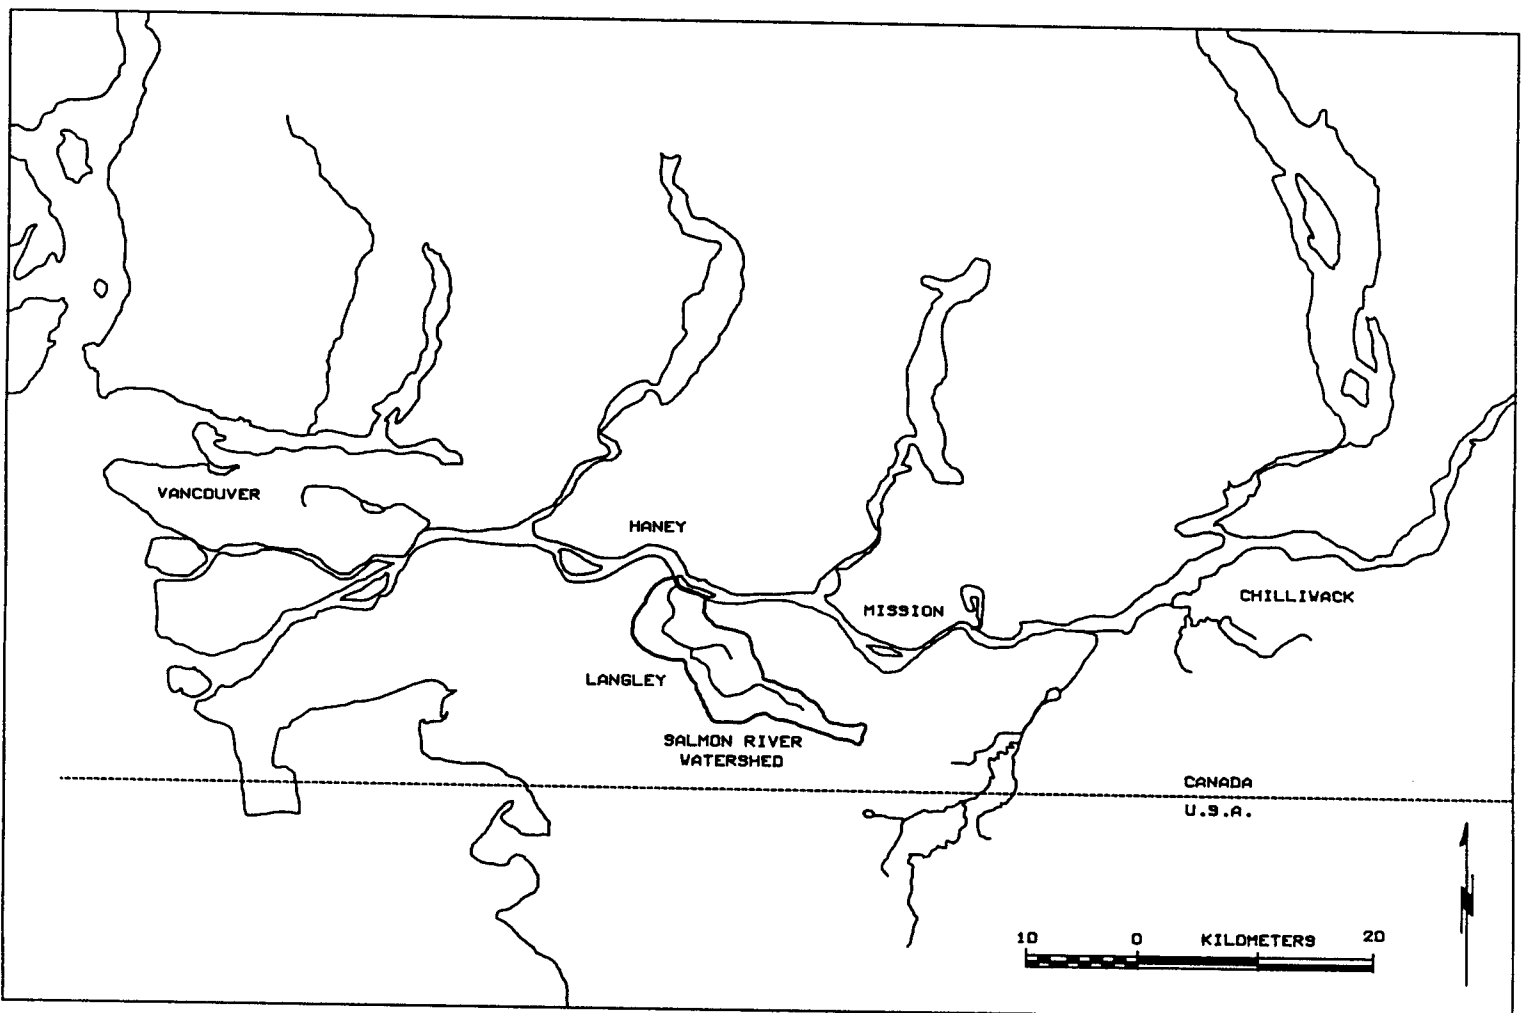 VANCOUVER
HANEY
CHILLIWACK
MISSION
LANGLEY
SALMON RIVER
WATERSHED
CANADA
U.S.A.
10 0 KILOMETERS 20